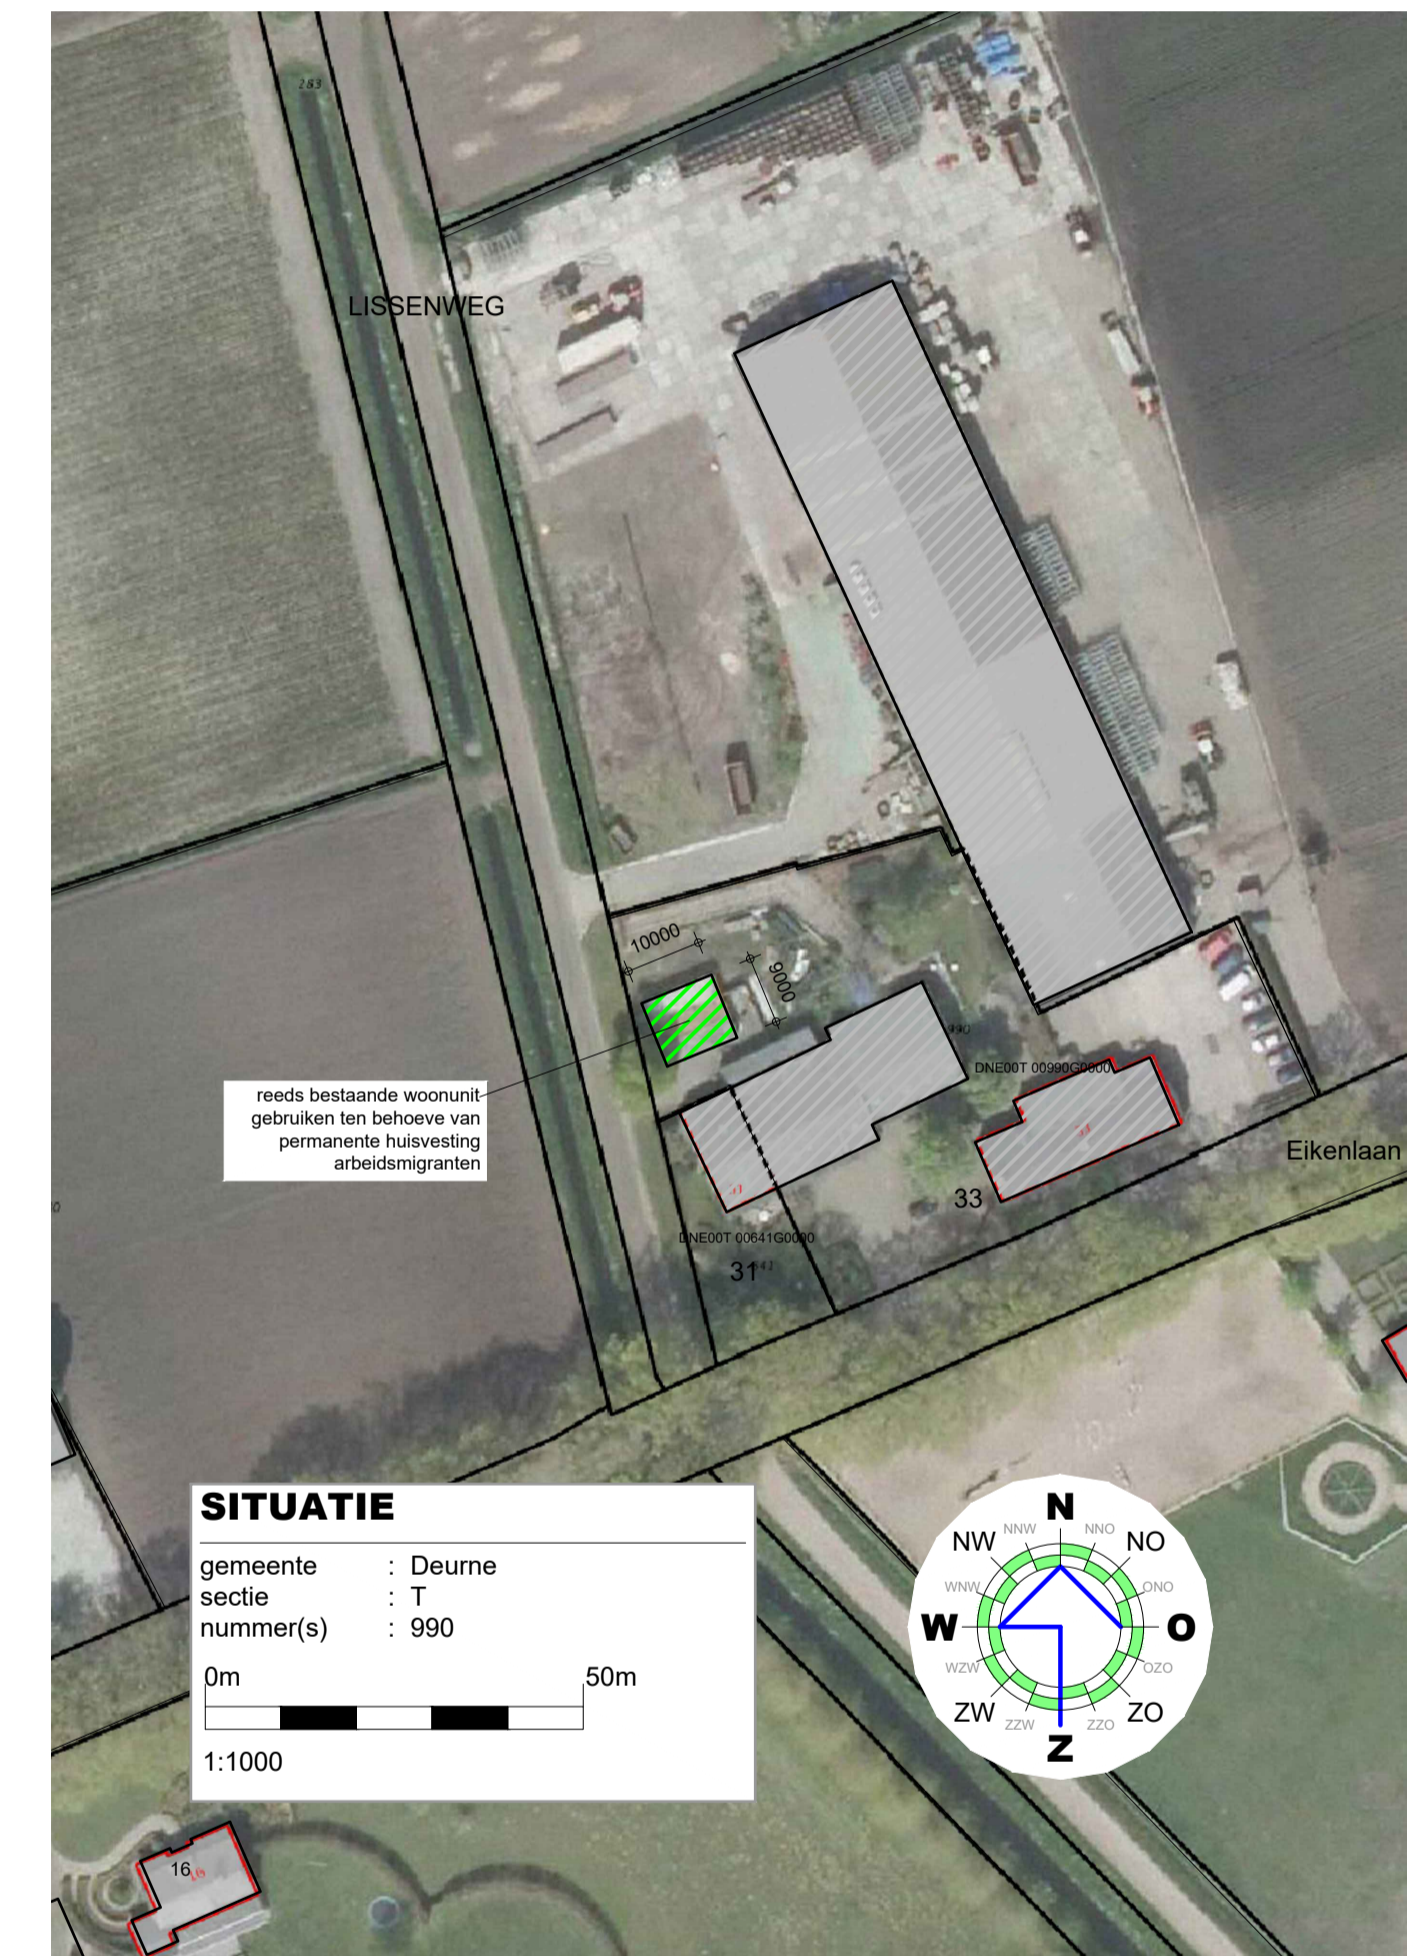 283
LISSENWEG
10000
9000
990
DNE00T 00990G0000
reeds bestaande woonunit
gebruiken ten behoeve van
permanente huisvesting
arbeidsmigranten
Eikenlaan
33
DNE00T 00641G0000
31
641
SITUATIE
gemeente : Deurne
sectie : T
nummer(s) : 990
0m 50m
1:1000
N
NNW NNO
NW NO
WNW ONO
W O
WZW OZO
ZW ZO
ZZW ZZO
Z
16
16